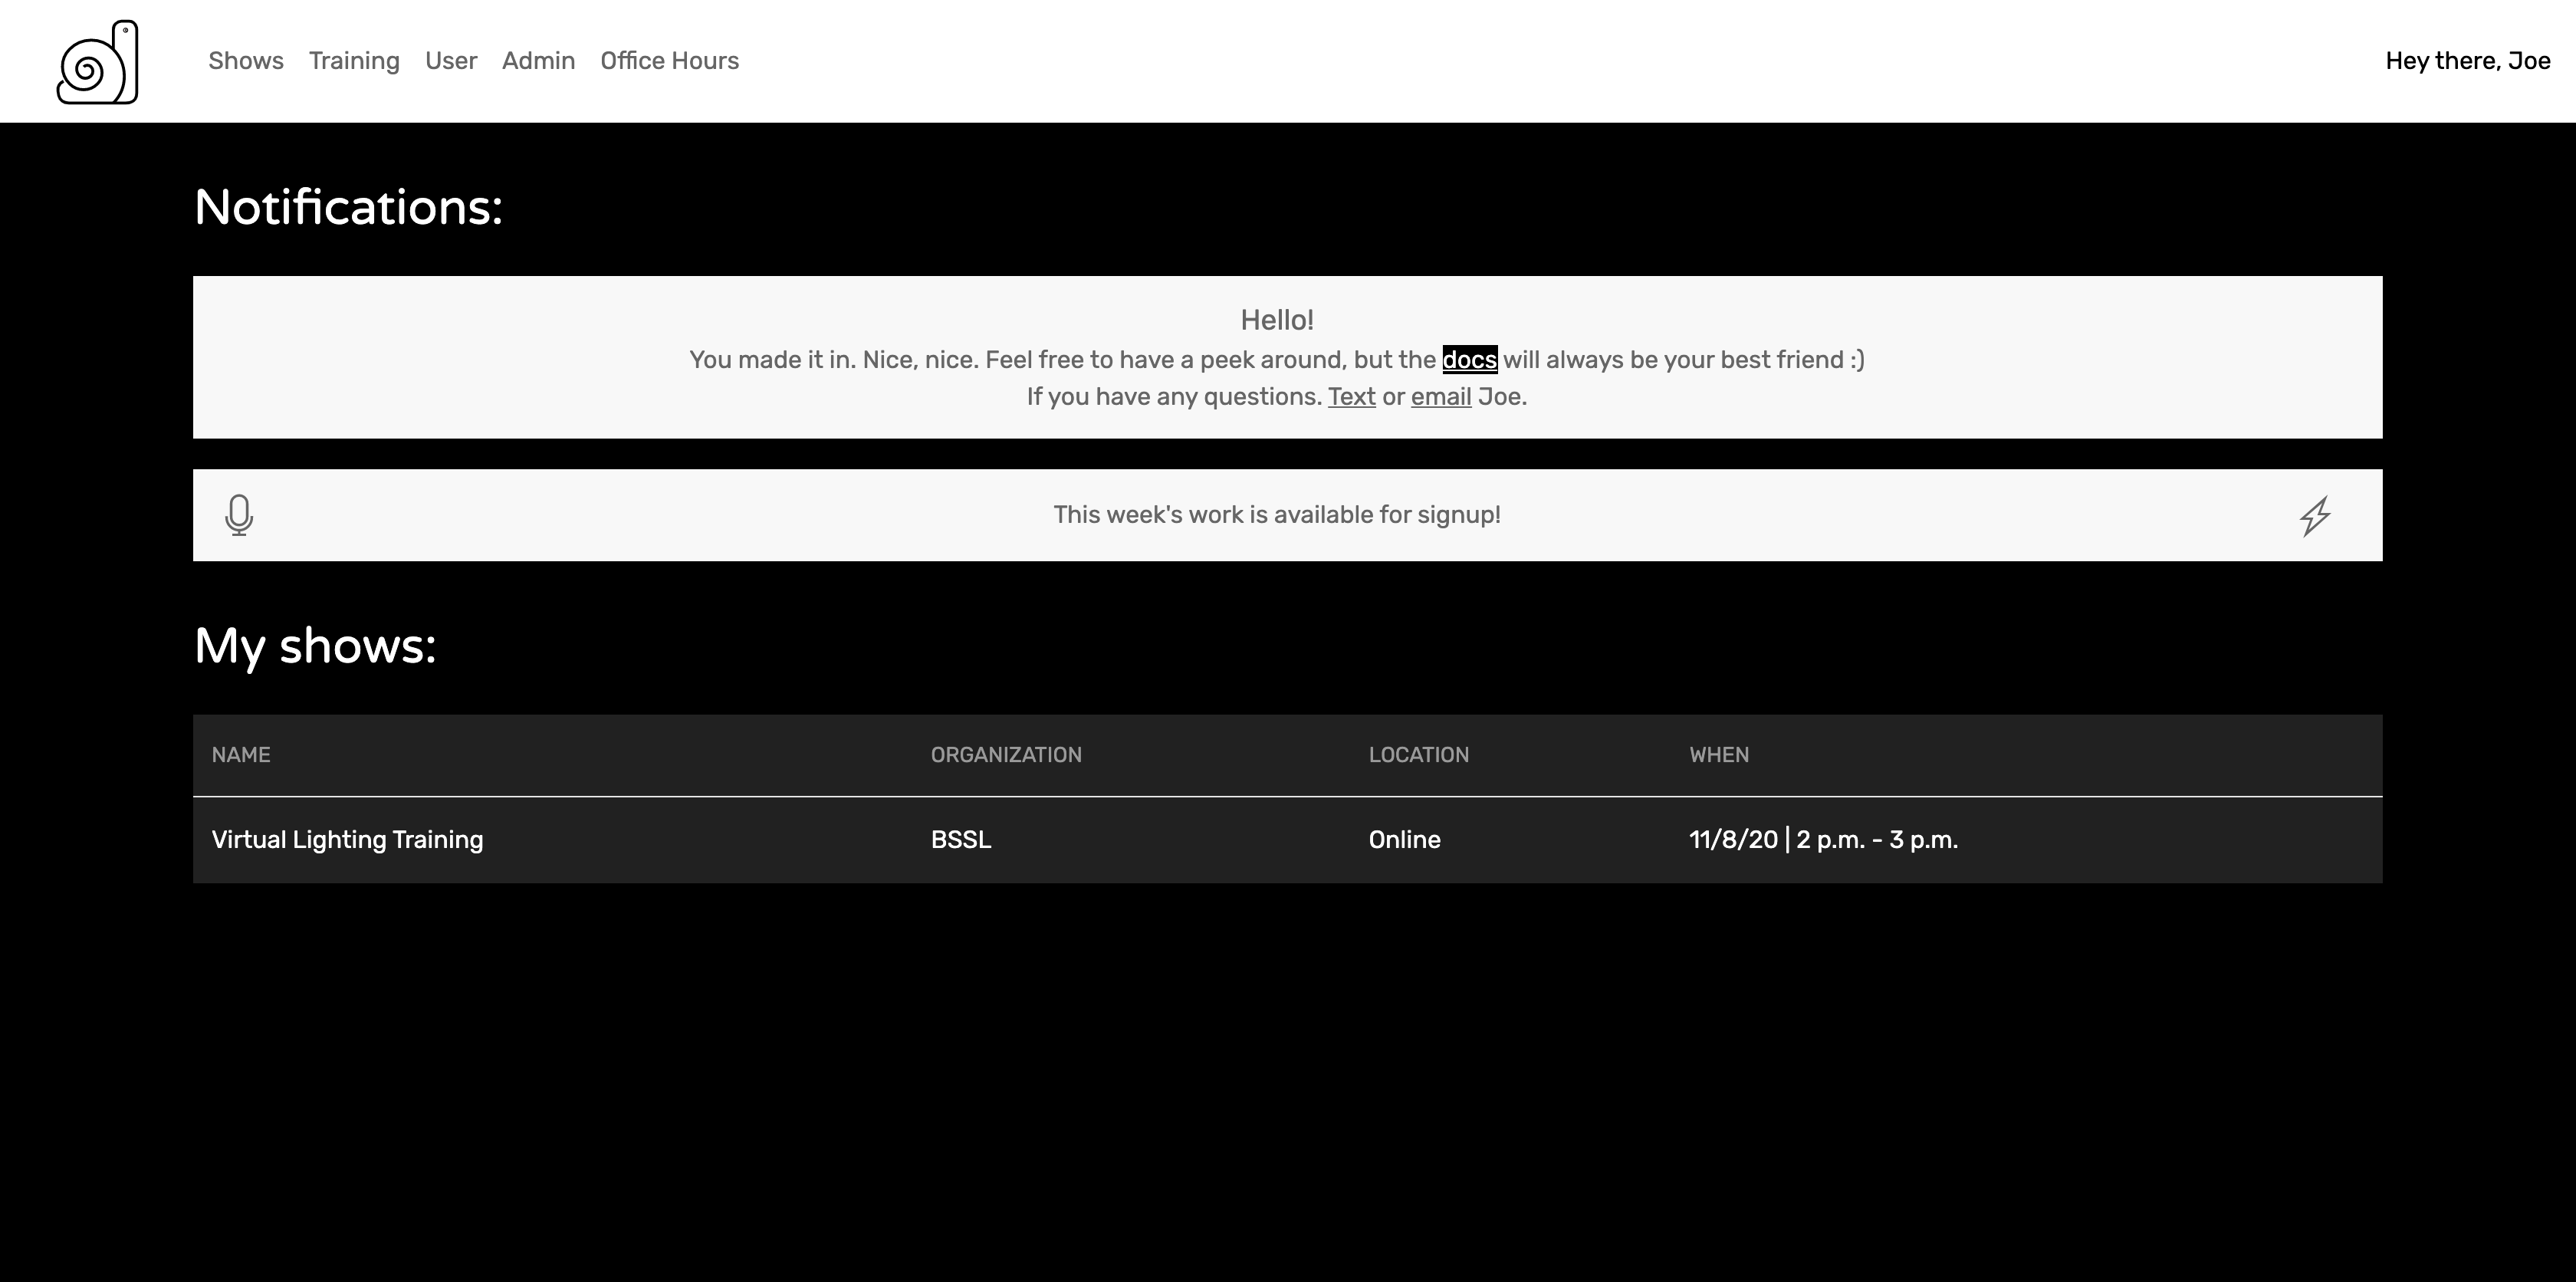 Shows Training User Admin Office Hours
Hey there, Joe
Notifications:
Hello!
You made it in. Nice, nice. Feel free to have a peek around, but the docs will always be your best friend :)
If you have any questions. Text or email Joe.
This week's work is available for signup!
My shows:
NAME ORGANIZATION LOCATION WHEN
Virtual Lighting Training BSSL Online 11/8/20 | 2 p.m. - 3 p.m.